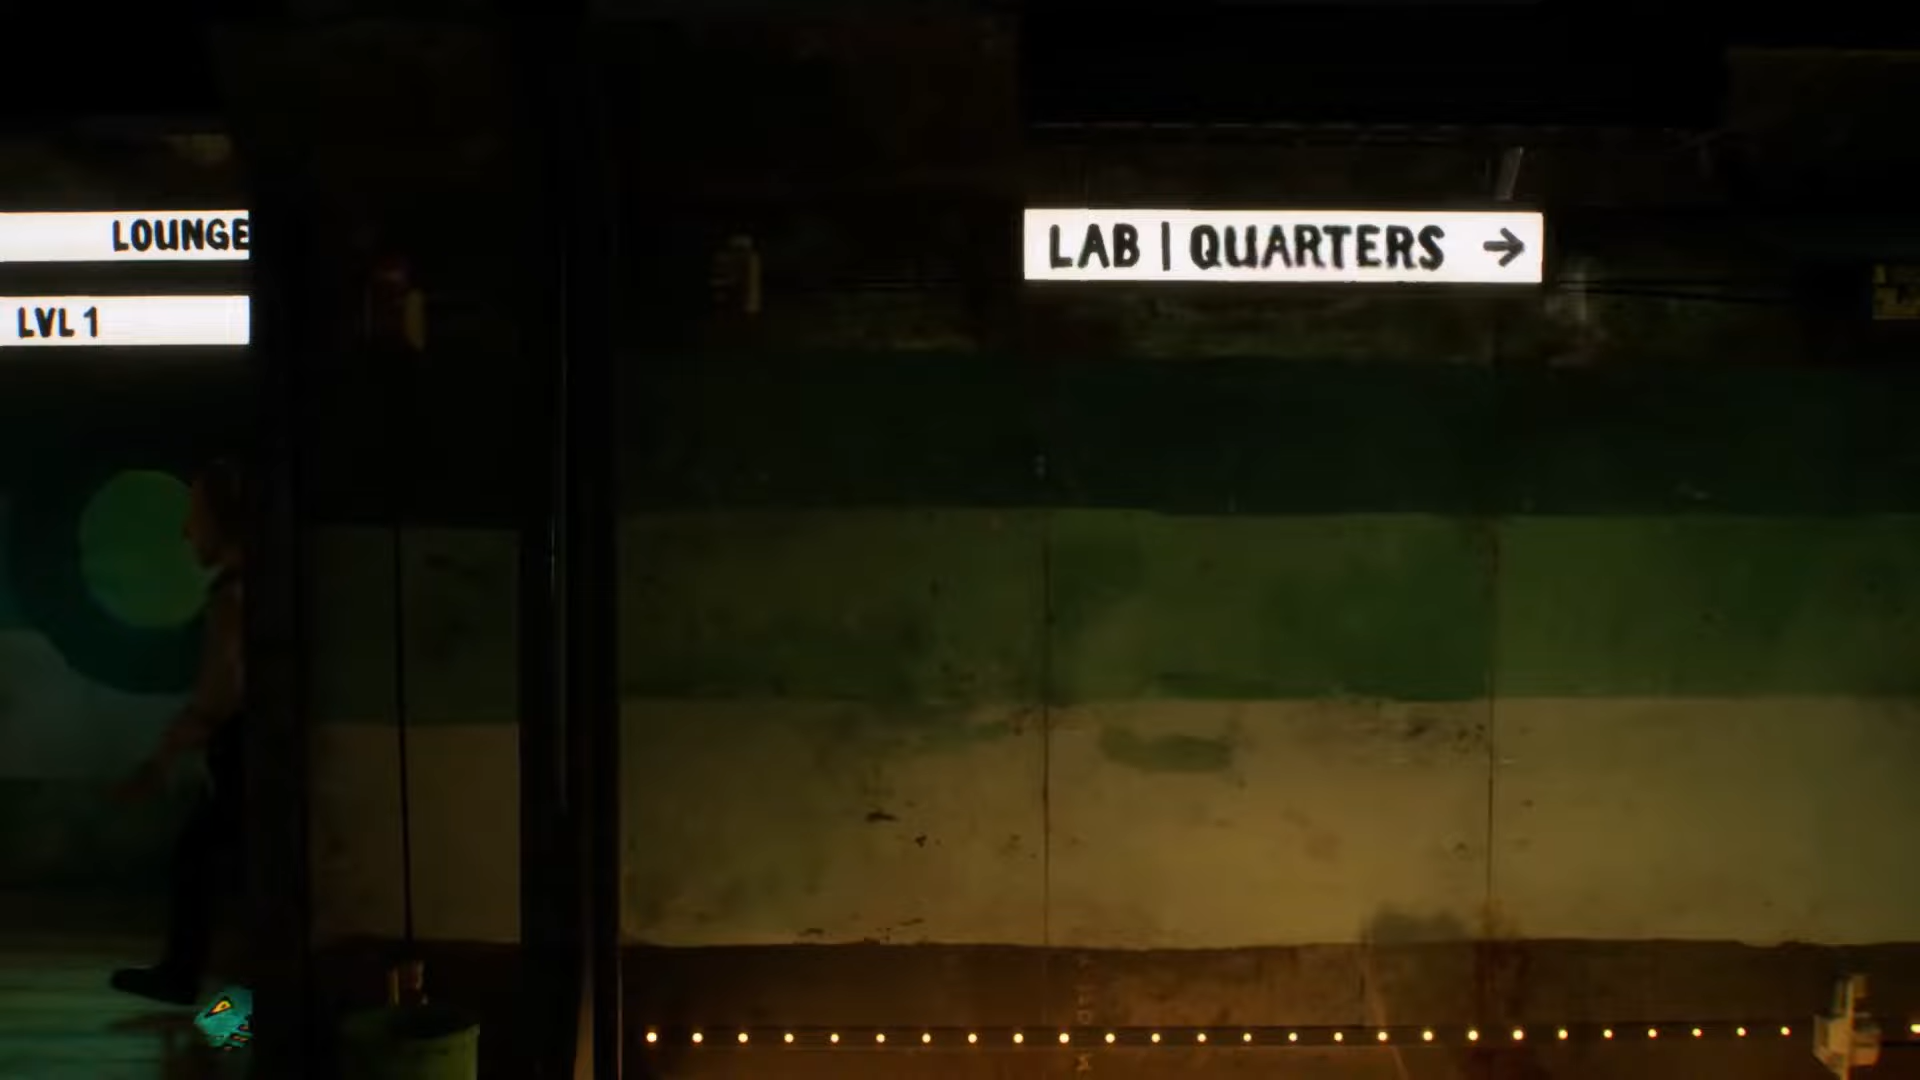 LOUNGE
LVL 1
LAB | QUARTERS →